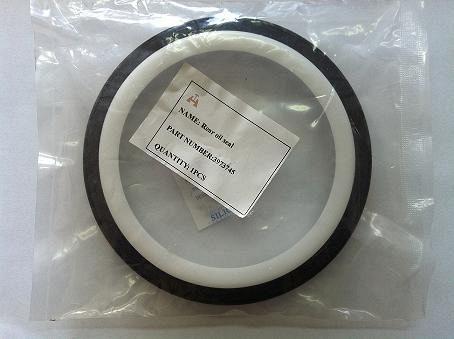 NAME: Rear oil seal
PART NUMBER:3973745
QUANTITY: 1PCS